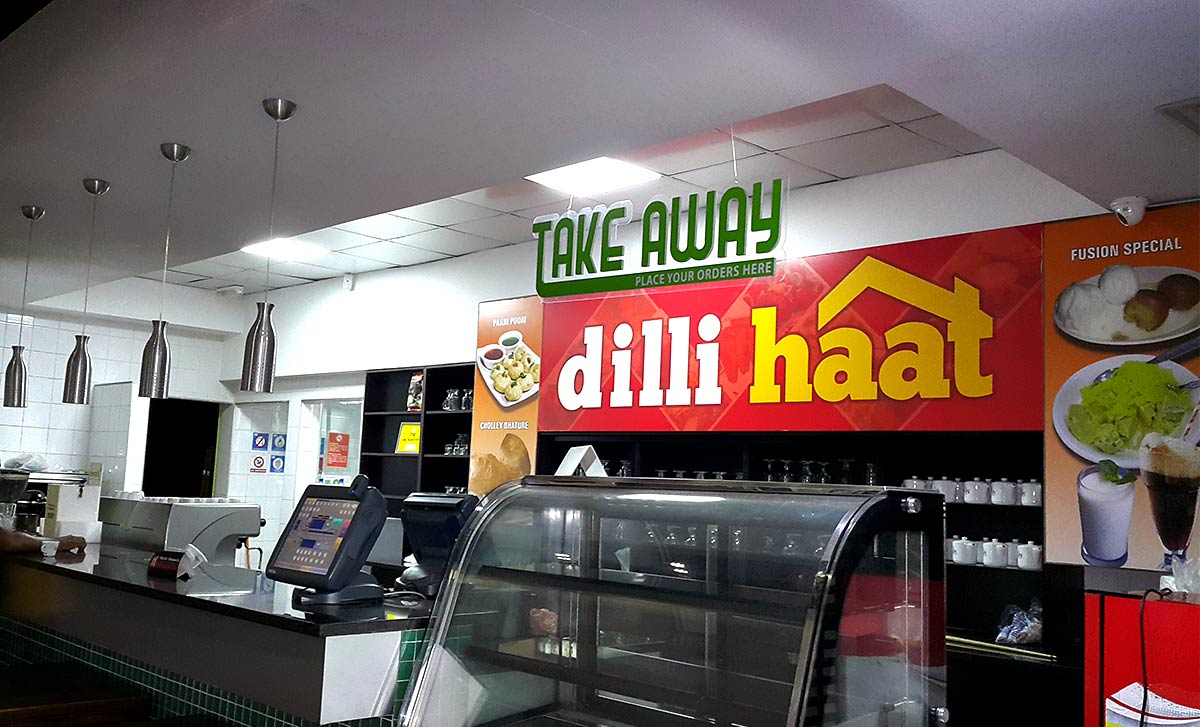 TAKE AWAY
PLACE YOUR ORDERS HERE
dilli haat
PAANI POORI
CHOLLEY BHATURE
FUSION SPECIAL